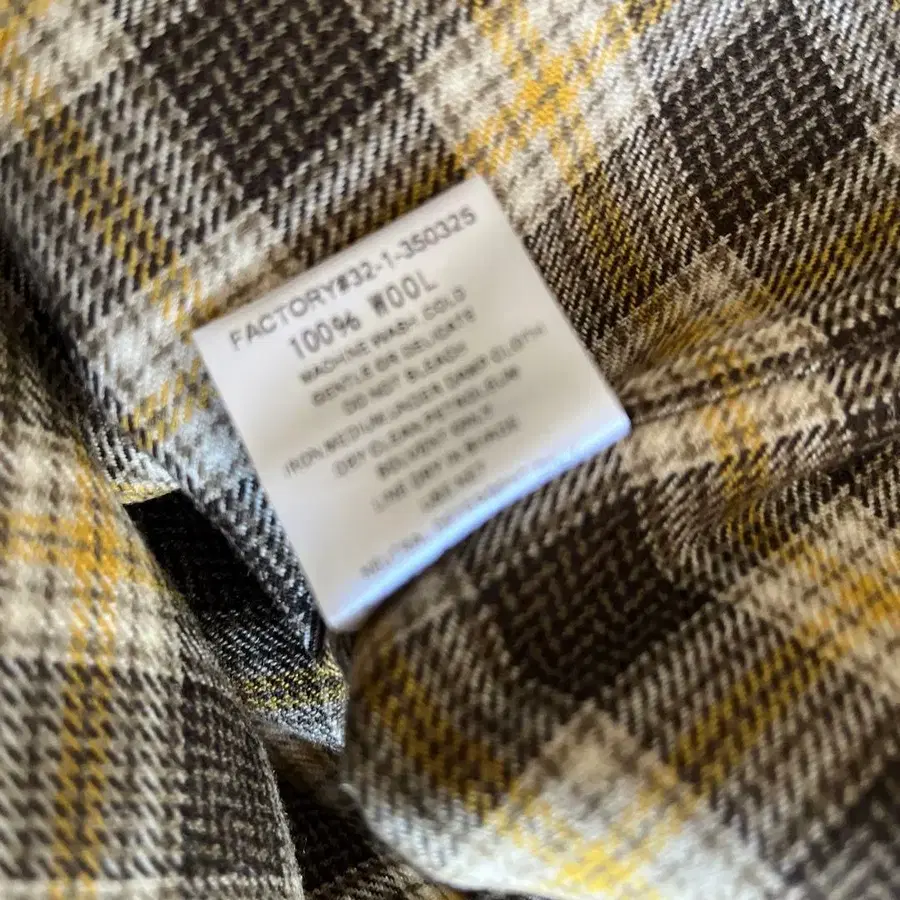 FACTORY#32-1-350325
100% WOOL
MACHINE WASH COLD
GENTLE OR DELICATE
DO NOT BLEACH
IRON MEDIUM UNDER DAMP CLOTH
DRY CLEAN PETROLEUM
SOLVENT ONLY
LINE DRY IN